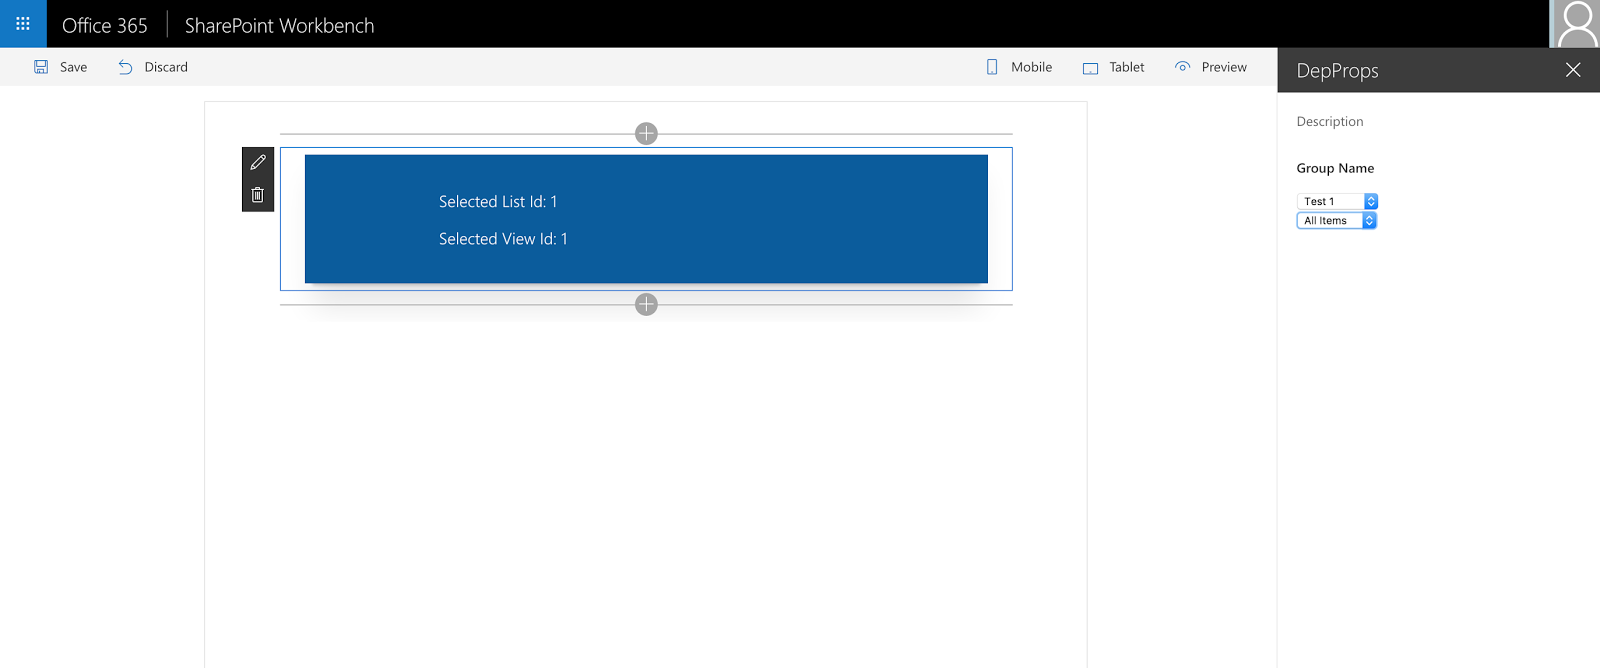 Office 365 SharePoint Workbench
Save Discard Mobile Tablet Preview
DepProps
Description
Group Name
Test 1
All Items
Selected List Id: 1
Selected View Id: 1